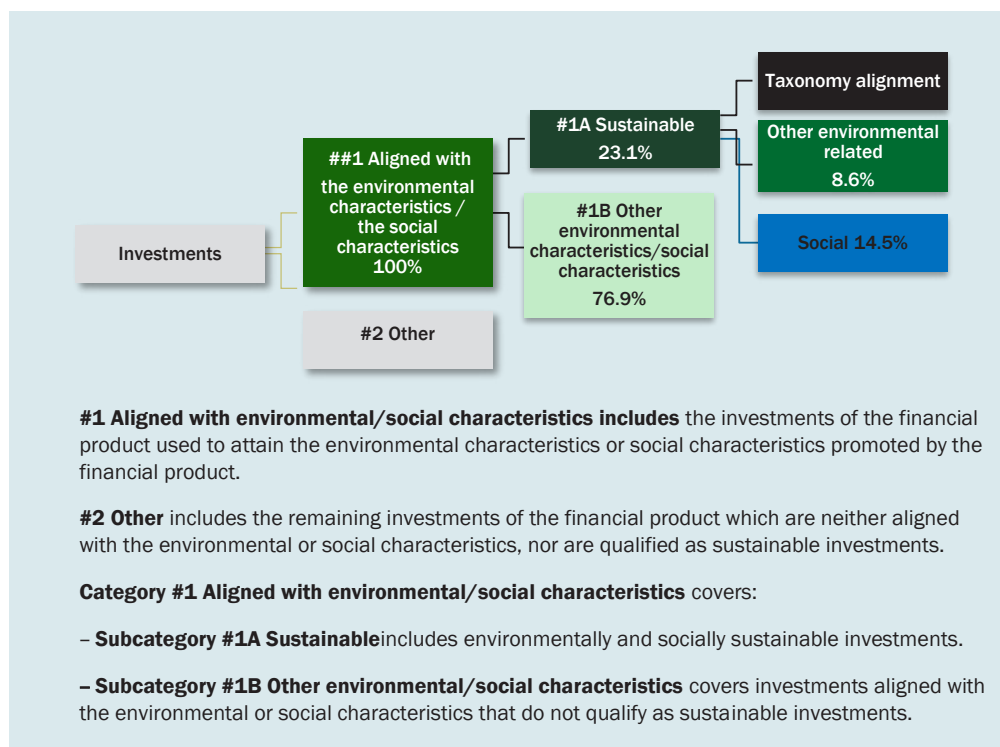 Investments
##1 Aligned with
the environmental
characteristics /
the social
characteristics
100%
#2 Other
#1A Sustainable
23.1%
#1B Other
environmental
characteristics/social
characteristics
76.9%
Taxonomy alignment
Other environmental
related
8.6%
Social 14.5%
#1 Aligned with environmental/social characteristics includes the investments of the financial
product used to attain the environmental characteristics or social characteristics promoted by the
financial product.
#2 Other includes the remaining investments of the financial product which are neither aligned
with the environmental or social characteristics, nor are qualified as sustainable investments.
Category #1 Aligned with environmental/social characteristics covers:
– Subcategory #1A Sustainableincludes environmentally and socially sustainable investments.
– Subcategory #1B Other environmental/social characteristics covers investments aligned with
the environmental or social characteristics that do not qualify as sustainable investments.